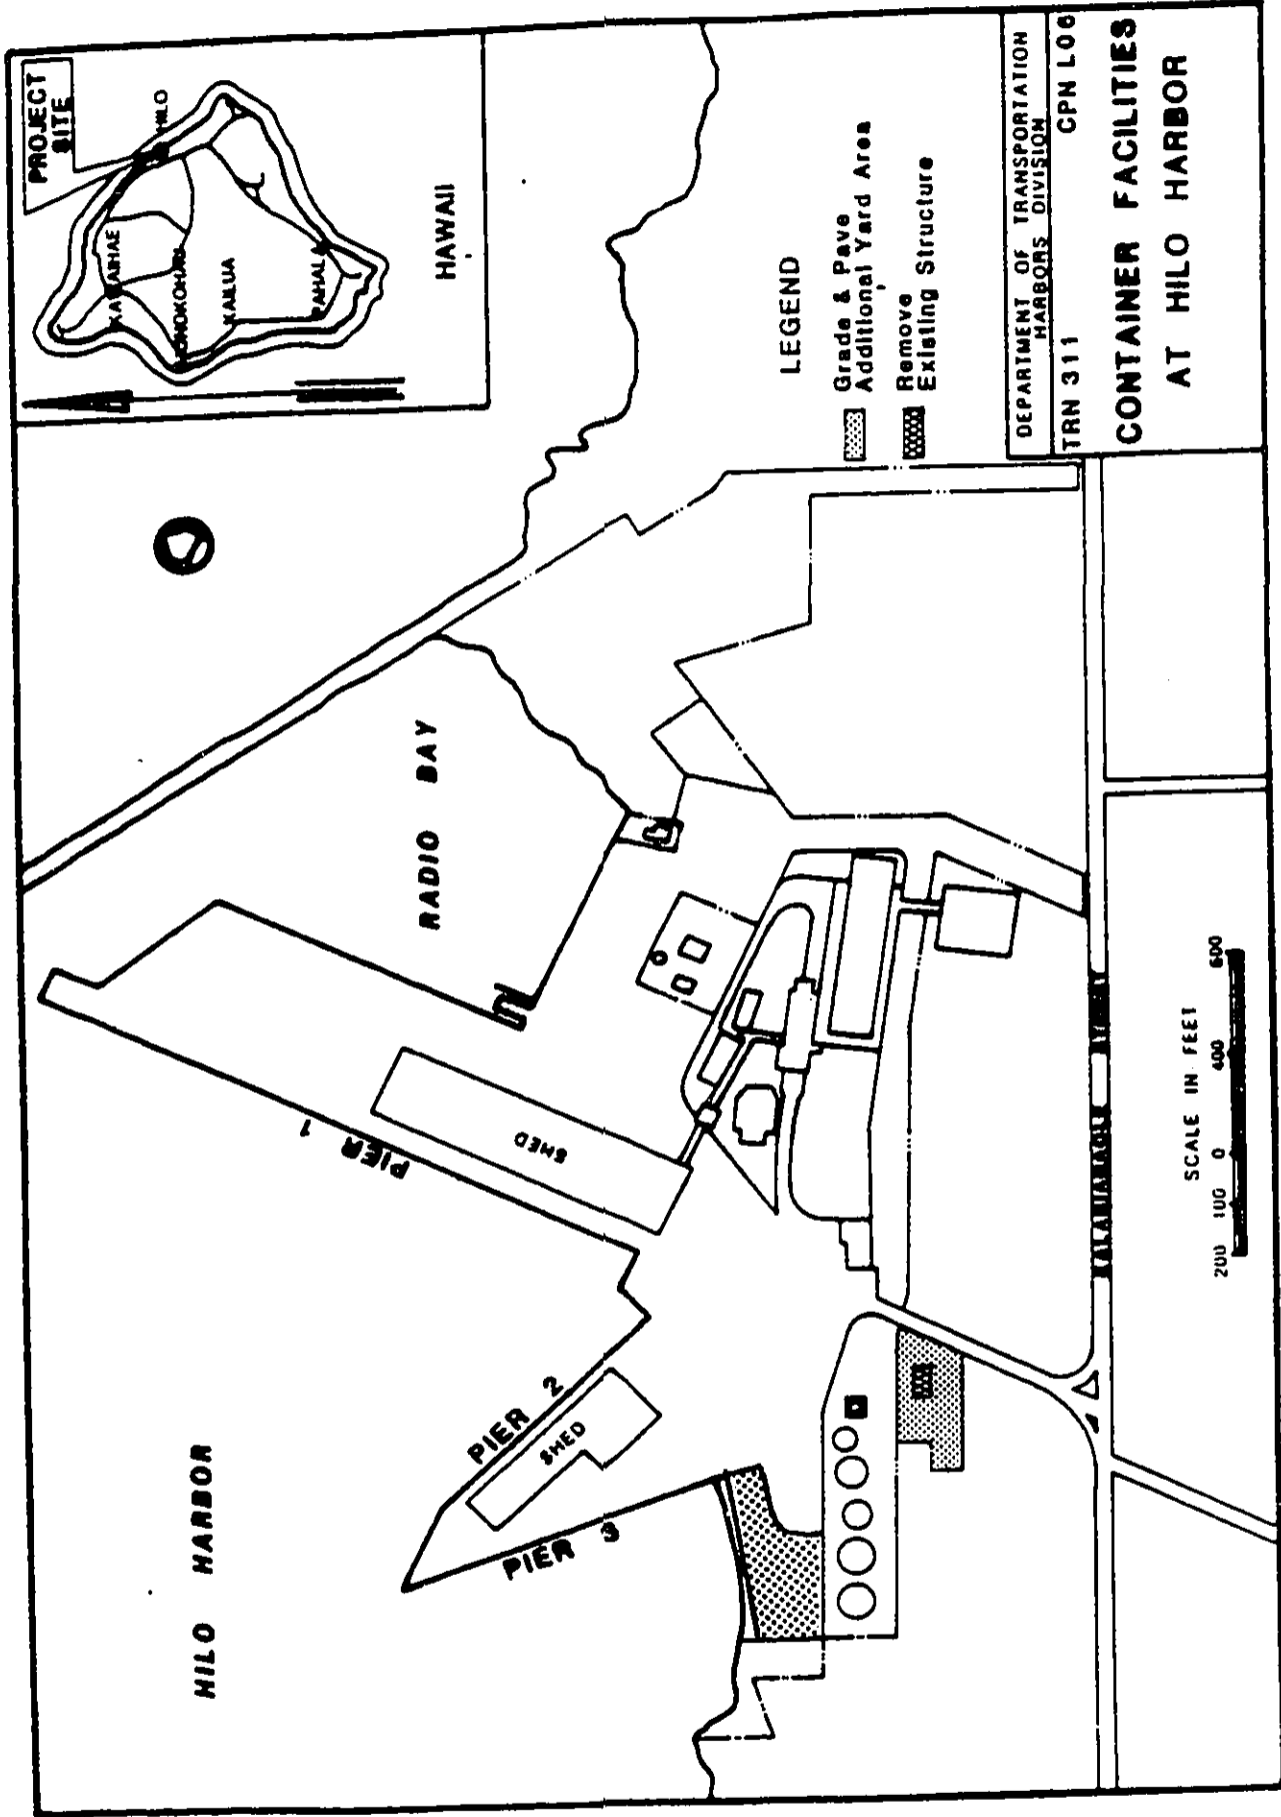 PROJECT
SITE
HILO
KAWAIHAE
HONOKOHAU
KAILUA
PAHALA
HAWAII
HILO HARBOR
RADIO BAY
PIER 1
SHED
PIER 2
SHED
PIER 3
LEGEND
Grade & Pave
Additional Yard Area
Remove
Existing Structure
SCALE IN FEET
200 100 0 400 600
DEPARTMENT OF TRANSPORTATION
HARBORS DIVISION
TRN 311 CPN L06
CONTAINER FACILITIES
AT HILO HARBOR